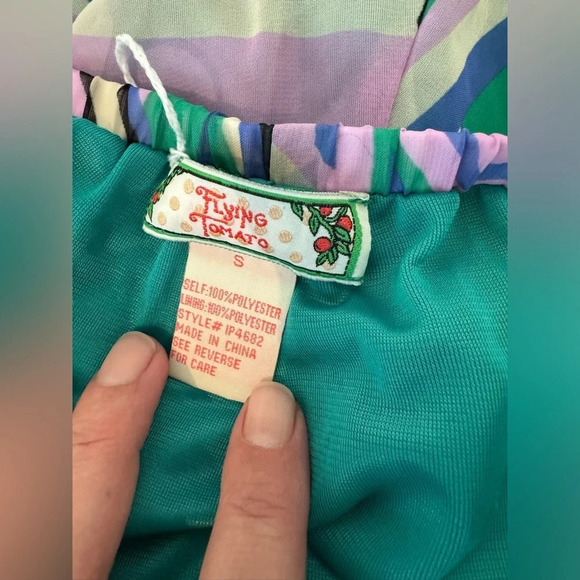 FLYING
TOMATO
S
SELF:100%POLYESTER
LINING:100%POLYESTER
STYLE# IP4682
MADE IN CHINA
SEE REVERSE
FOR CARE